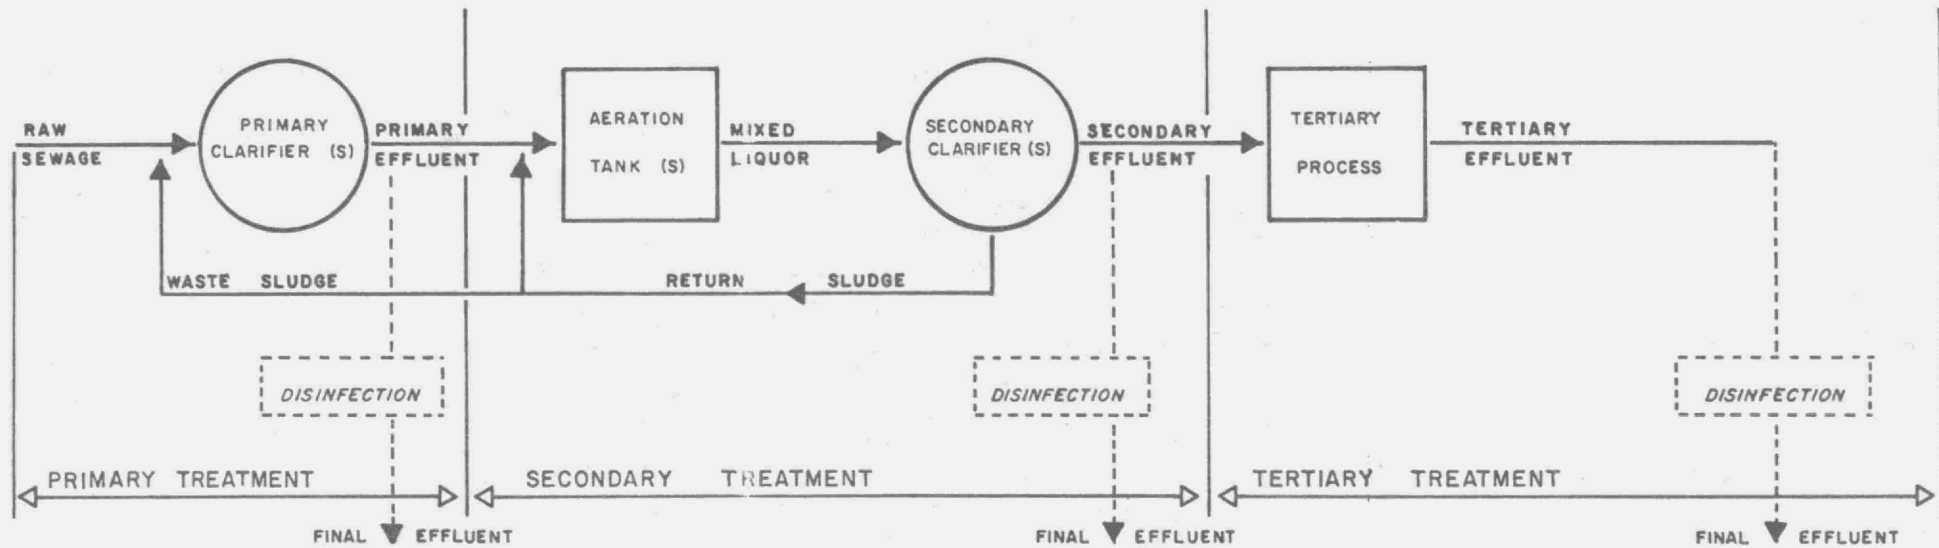 RAW
SEWAGE
PRIMARY
CLARIFIER (S)
PRIMARY
EFFLUENT
AERATION
TANK (S)
MIXED
LIQUOR
SECONDARY
CLARIFIER (S)
SECONDARY
EFFLUENT
TERTIARY
PROCESS
TERTIARY
EFFLUENT
WASTE SLUDGE
RETURN SLUDGE
DISINFECTION
DISINFECTION
DISINFECTION
PRIMARY TREATMENT
SECONDARY TREATMENT
TERTIARY TREATMENT
FINAL EFFLUENT
FINAL EFFLUENT
FINAL EFFLUENT